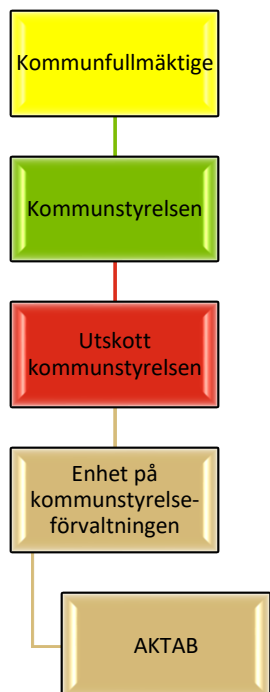 Kommunfullmäktige
Kommunstyrelsen
Utskott
kommunstyrelsen
Enhet på
kommunstyrelse-
förvaltningen
AKTAB